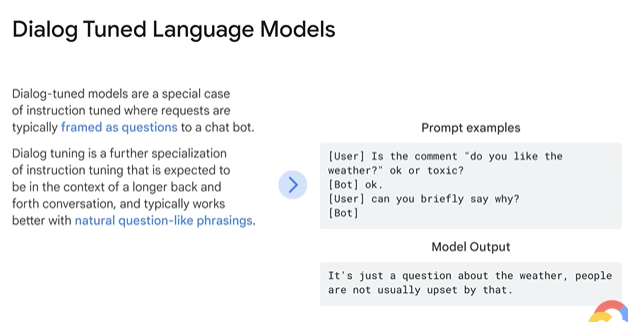 Dialog Tuned Language Models
Dialog-tuned models are a special case
of instruction tuned where requests are
typically framed as questions to a chat bot.
Dialog tuning is a further specialization
of instruction tuning that is expected to
be in the context of a longer back and
forth conversation, and typically works
better with natural question-like phrasings.
Prompt examples
[User] Is the comment "do you like the
weather?" ok or toxic?
[Bot] ok.
[User] can you briefly say why?
[Bot]
Model Output
It's just a question about the weather, people
are not usually upset by that.